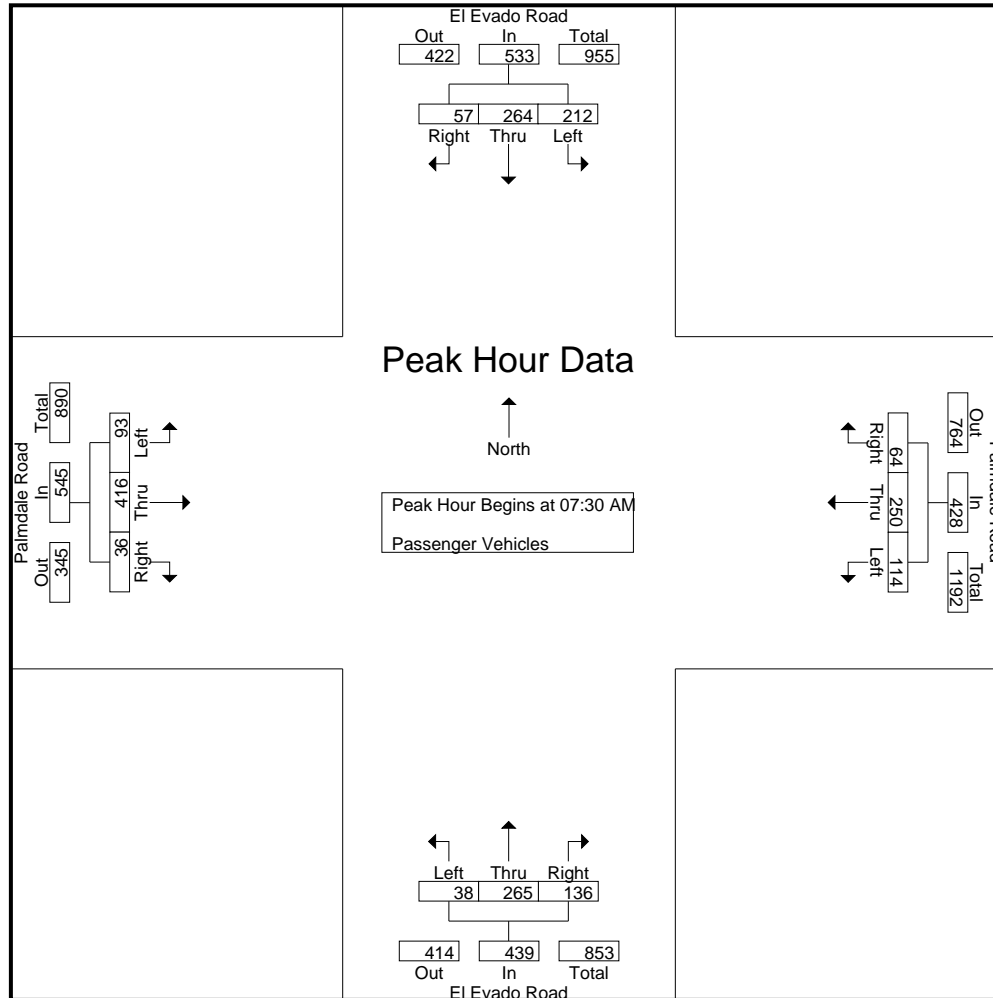 El Evado Road
Out In Total
422 533 955
57 264 212
Right Thru Left
Peak Hour Data
North
Peak Hour Begins at 07:30 AM
Passenger Vehicles
Palmdale Road
Total In Out
890 545 345
93 416 36
Left Thru Right
Right Thru Left
64 250 114
Out In Total
764 428 1192
Palmdale Road
Left Thru Right
38 265 136
414 439 853
Out In Total
El Evado Road